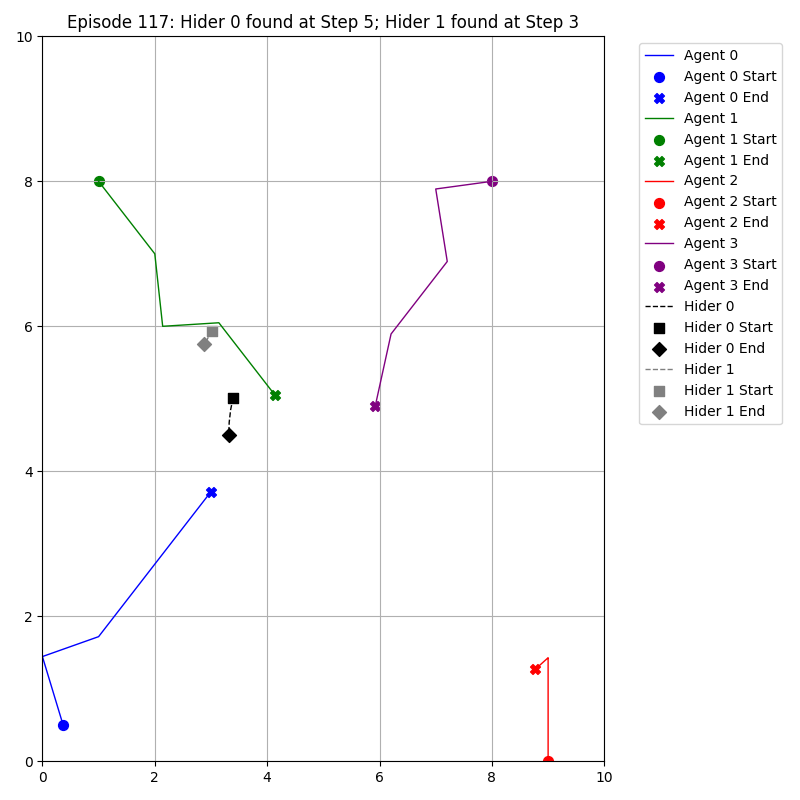 Episode 117: Hider 0 found at Step 5; Hider 1 found at Step 3
10
8
6
4
2
0
0 2 4 6 8 10
Agent 0
Agent 0 Start
Agent 0 End
Agent 1
Agent 1 Start
Agent 1 End
Agent 2
Agent 2 Start
Agent 2 End
Agent 3
Agent 3 Start
Agent 3 End
Hider 0
Hider 0 Start
Hider 0 End
Hider 1
Hider 1 Start
Hider 1 End